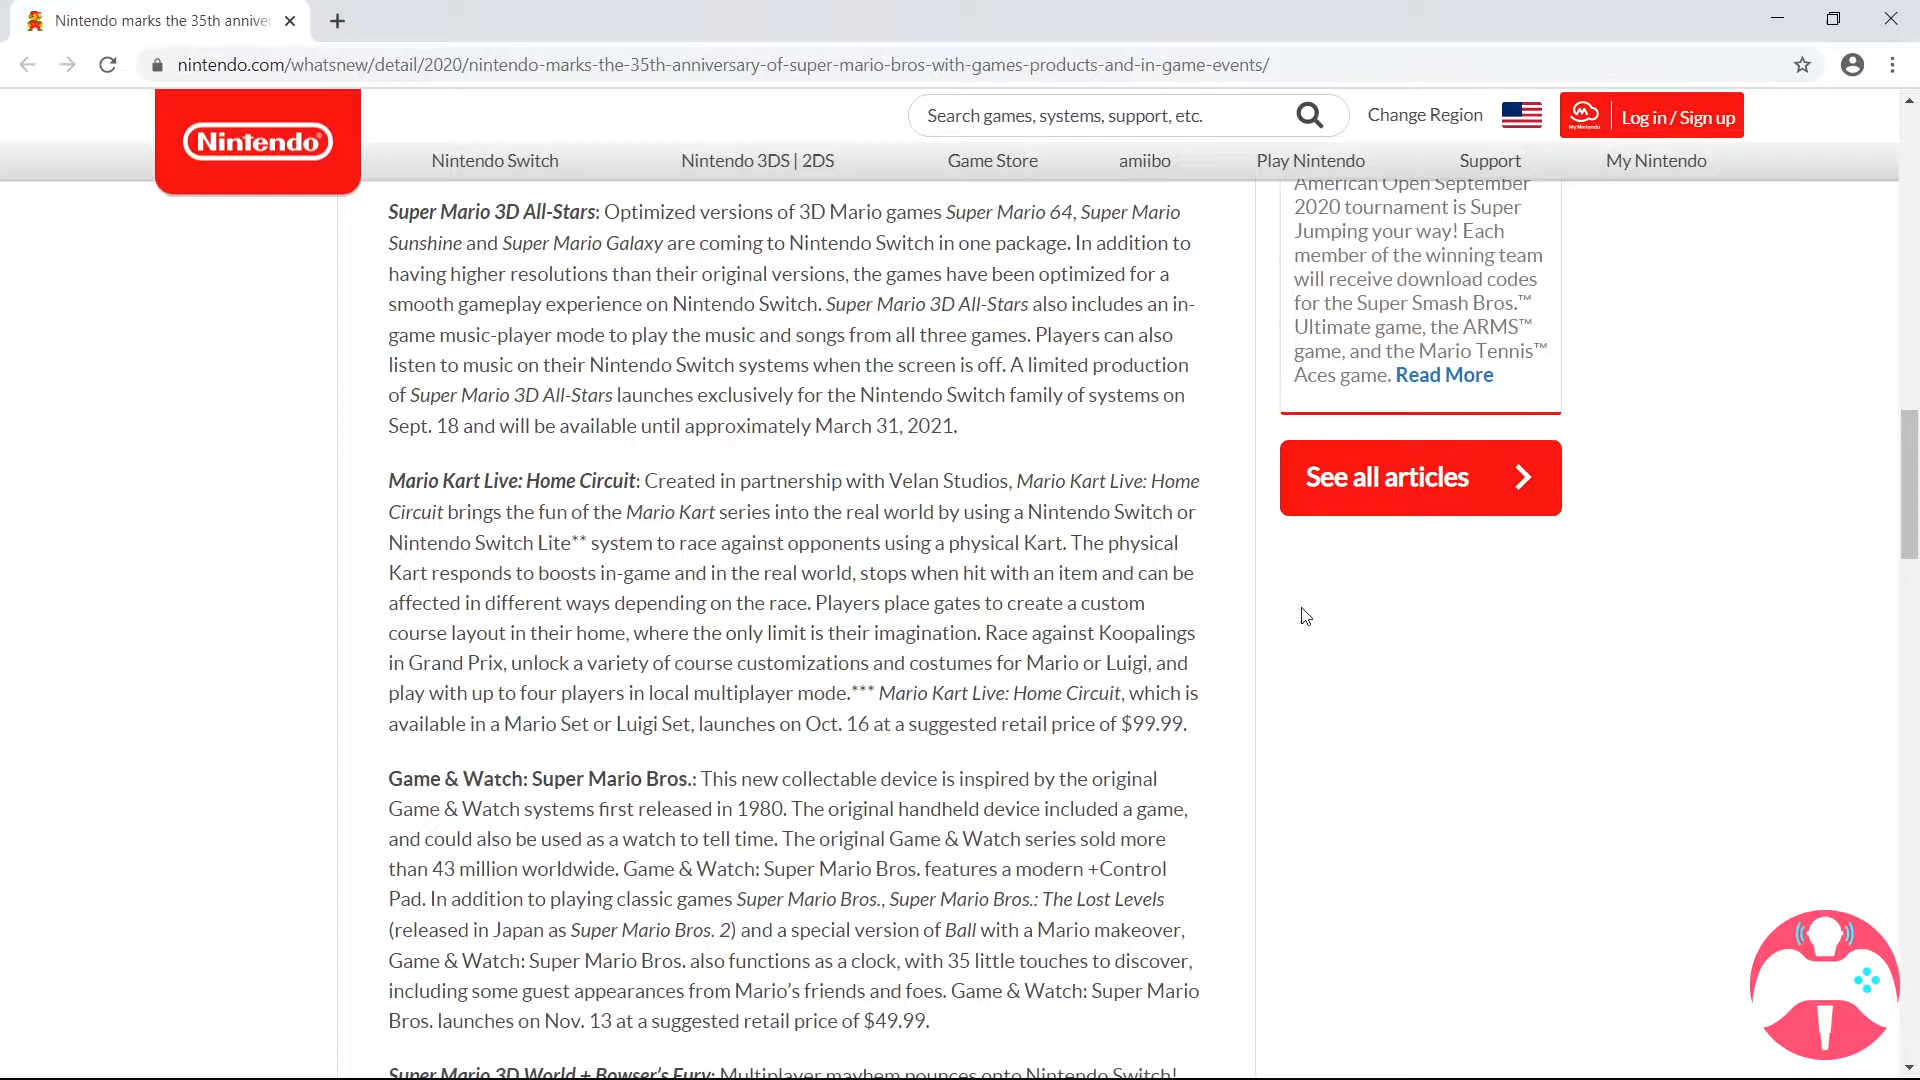 Nintendo marks the 35th annive
nintendo.com/whatsnew/detail/2020/nintendo-marks-the-35th-anniversary-of-super-mario-bros-with-games-products-and-in-game-events/
Nintendo®
Search games, systems, support, etc.
Change Region
My Nintendo
Log in / Sign up
Nintendo Switch
Nintendo 3DS | 2DS
Game Store
amiibo
Play Nintendo
Support
My Nintendo
Super Mario 3D All-Stars: Optimized versions of 3D Mario games Super Mario 64, Super Mario
Sunshine and Super Mario Galaxy are coming to Nintendo Switch in one package. In addition to
having higher resolutions than their original versions, the games have been optimized for a
smooth gameplay experience on Nintendo Switch. Super Mario 3D All-Stars also includes an in-
game music-player mode to play the music and songs from all three games. Players can also
listen to music on their Nintendo Switch systems when the screen is off. A limited production
of Super Mario 3D All-Stars launches exclusively for the Nintendo Switch family of systems on
Sept. 18 and will be available until approximately March 31, 2021.
Mario Kart Live: Home Circuit: Created in partnership with Velan Studios, Mario Kart Live: Home
Circuit brings the fun of the Mario Kart series into the real world by using a Nintendo Switch or
Nintendo Switch Lite** system to race against opponents using a physical Kart. The physical
Kart responds to boosts in-game and in the real world, stops when hit with an item and can be
affected in different ways depending on the race. Players place gates to create a custom
course layout in their home, where the only limit is their imagination. Race against Koopalings
in Grand Prix, unlock a variety of course customizations and costumes for Mario or Luigi, and
play with up to four players in local multiplayer mode.*** Mario Kart Live: Home Circuit, which is
available in a Mario Set or Luigi Set, launches on Oct. 16 at a suggested retail price of $99.99.
Game & Watch: Super Mario Bros.: This new collectable device is inspired by the original
Game & Watch systems first released in 1980. The original handheld device included a game,
and could also be used as a watch to tell time. The original Game & Watch series sold more
than 43 million worldwide. Game & Watch: Super Mario Bros. features a modern +Control
Pad. In addition to playing classic games Super Mario Bros., Super Mario Bros.: The Lost Levels
(released in Japan as Super Mario Bros. 2) and a special version of Ball with a Mario makeover,
Game & Watch: Super Mario Bros. also functions as a clock, with 35 little touches to discover,
including some guest appearances from Mario’s friends and foes. Game & Watch: Super Mario
Bros. launches on Nov. 13 at a suggested retail price of $49.99.
Super Mario 3D World + Bowser’s Fury: Multiplayer mayhem pounces onto Nintendo Switch!
American Open September
2020 tournament is Super
Jumping your way! Each
member of the winning team
will receive download codes
for the Super Smash Bros.™
Ultimate game, the ARMS™
game, and the Mario Tennis™
Aces game. Read More
See all articles